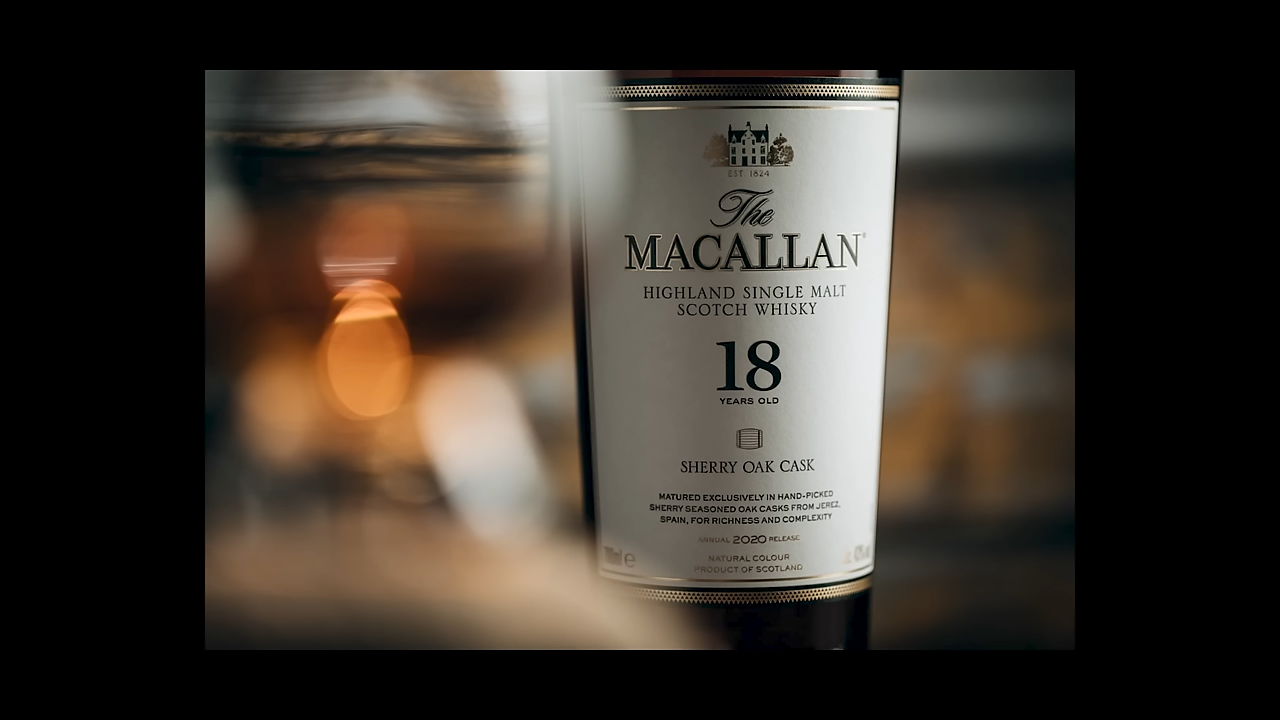 EST 1824
The
MACALLAN
HIGHLAND SINGLE MALT
SCOTCH WHISKY
18
YEARS OLD
SHERRY OAK CASK
MATURED EXCLUSIVELY IN HAND-PICKED
SHERRY SEASONED OAK CASKS FROM JEREZ,
SPAIN, FOR RICHNESS AND COMPLEXITY
ANNUAL 2020 RELEASE
NATURAL COLOUR
PRODUCT OF SCOTLAND